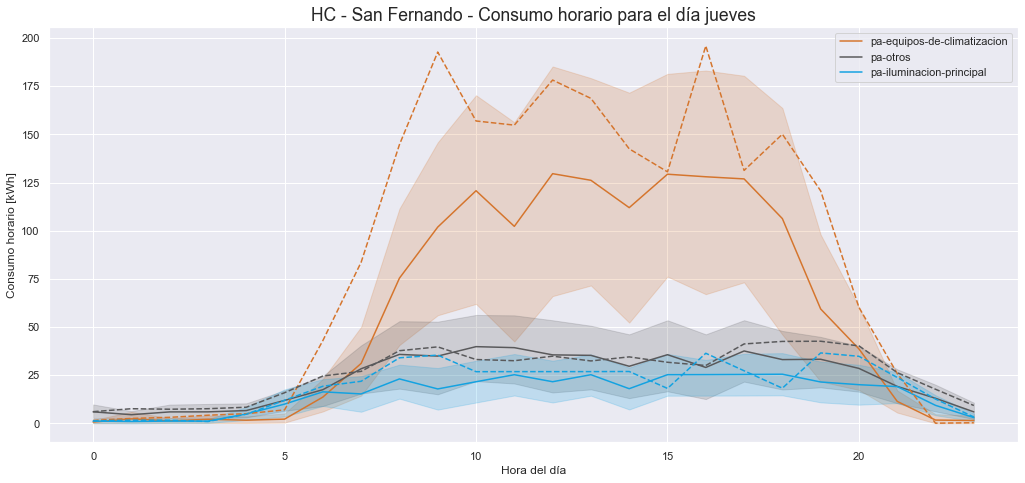 HC - San Fernando - Consumo horario para el día jueves
pa-equipos-de-climatizacion
pa-otros
pa-iluminacion-principal
Consumo horario [kWh]
200
175
150
125
100
75
50
25
0
0 5 10 15 20
Hora del día